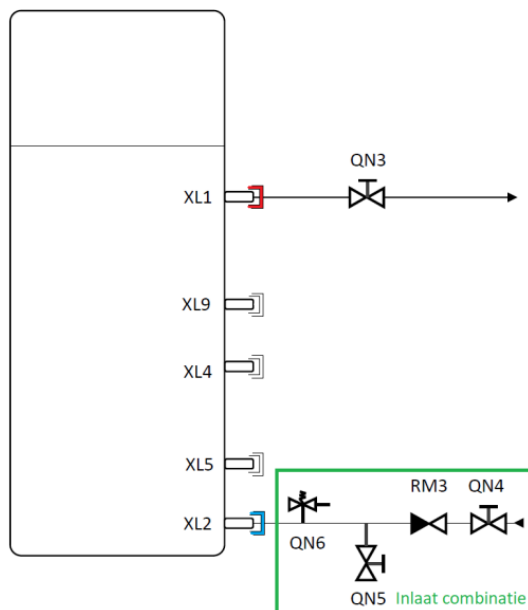 QN3
XL1
XL9
XL4
XL5
RM3 QN4
XL2
QN6
QN5 Inlaat combinatie